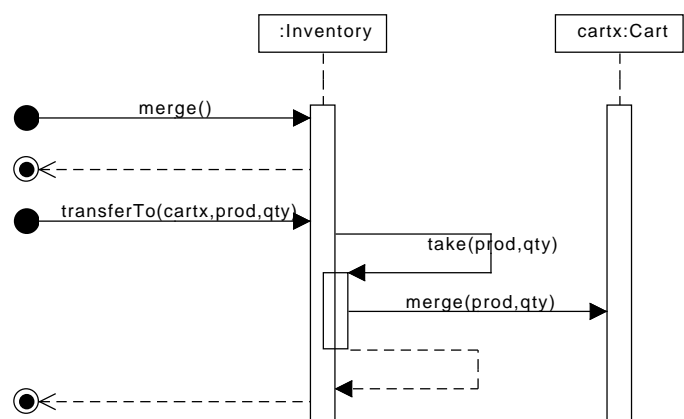 :Inventory
cartx:Cart
merge()
transferTo(cartx,prod,qty)
take(prod,qty)
merge(prod,qty)